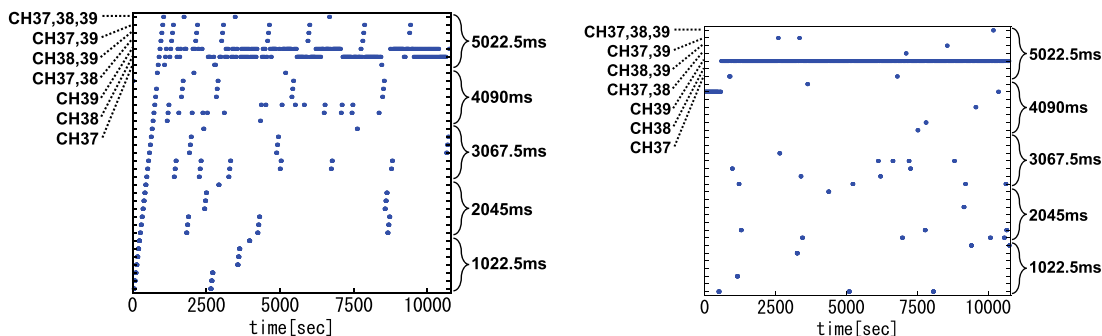 CH37,38,39
CH37,39
CH38,39
CH37,38
CH39
CH38
CH37
5022.5ms
4090ms
3067.5ms
2045ms
1022.5ms
0 2500 5000 7500 10000
time[sec]
CH37,38,39
CH37,39
CH38,39
CH37,38
CH39
CH38
CH37
5022.5ms
4090ms
3067.5ms
2045ms
1022.5ms
0 2500 5000 7500 10000
time[sec]